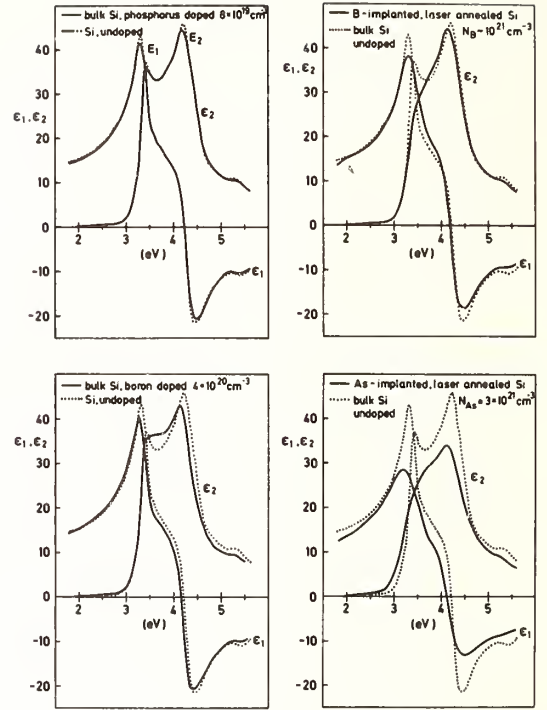 — bulk Si, phosphorus doped 8×10¹⁹cm⁻³
······ Si, undoped
E₁
E₂
ε₁,ε₂
ε₂
40
30
20
10
0
-10
-20
2 3 4 5
(eV)
ε₁
— B-implanted, laser annealed Si
······ bulk Si N_B ~ 10²¹cm⁻³
undoped
ε₁,ε₂
ε₂
40
30
20
10
0
-10
-20
2 3 4 5
(eV)
ε₁
— bulk Si, boron doped 4×10²⁰cm⁻³
······ Si, undoped
ε₁,ε₂
ε₂
40
30
20
10
0
-10
-20
2 3 4 5
(eV)
ε₁
— As-implanted, laser annealed Si
······ bulk Si N_As = 3×10²¹cm⁻³
undoped
ε₁,ε₂
ε₂
40
30
20
10
0
-10
-20
2 3 4 5
(eV)
ε₁